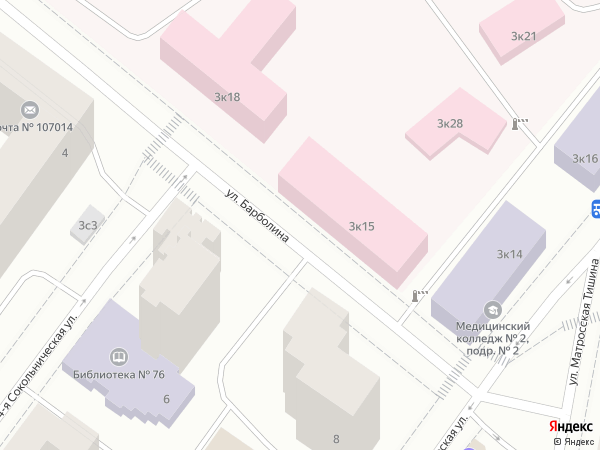 3к21
3к18
очта № 107014
3к28
4
3к16
3с3
ул. Барболина
3к15
3к14
ул. Матросская Тишина
4-я Сокольническая ул.
Медицинский
колледж № 2,
подр. № 2
Библиотека № 76
6
8
ская ул.
Яндекс
© Яндекс